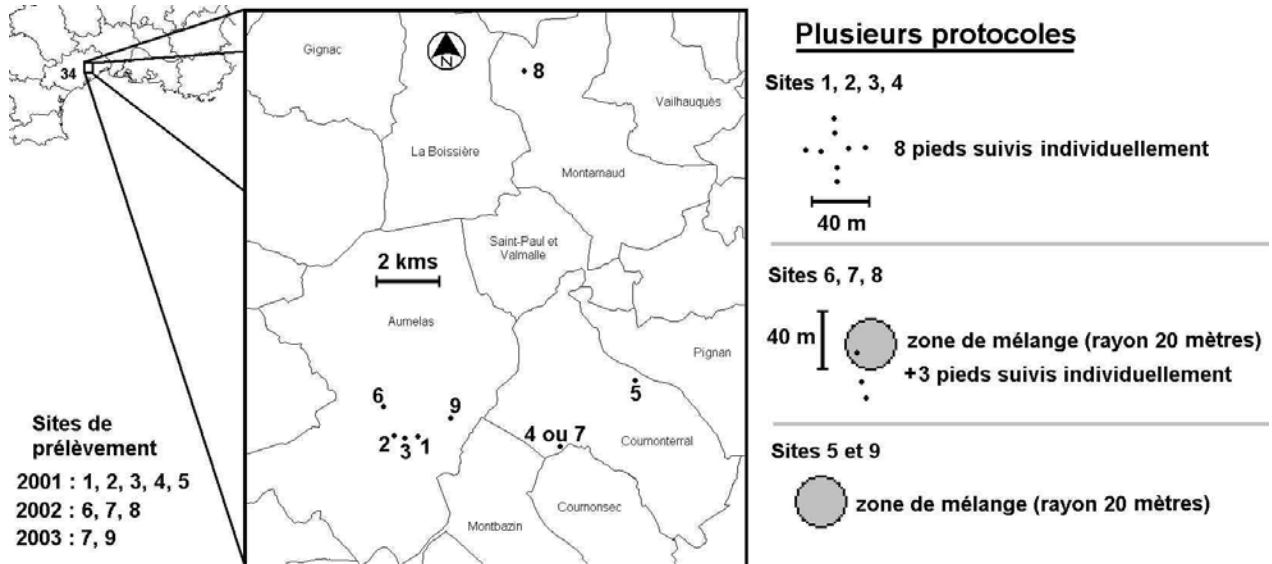 34
Sites de
prélèvement
2001 : 1, 2, 3, 4, 5
2002 : 6, 7, 8
2003 : 7, 9
Gignac
N
8
Vailhauquès
La Boissière
Montarnaud
Saint-Paul et
Valmalle
2 kms
Aumelas
Pignan
6
9
5
2
3
1
4 ou 7
Cournonterral
Cournonsec
Montbazin
Plusieurs protocoles
Sites 1, 2, 3, 4
8 pieds suivis individuellement
40 m
Sites 6, 7, 8
40 m
zone de mélange (rayon 20 mètres)
+3 pieds suivis individuellement
Sites 5 et 9
zone de mélange (rayon 20 mètres)